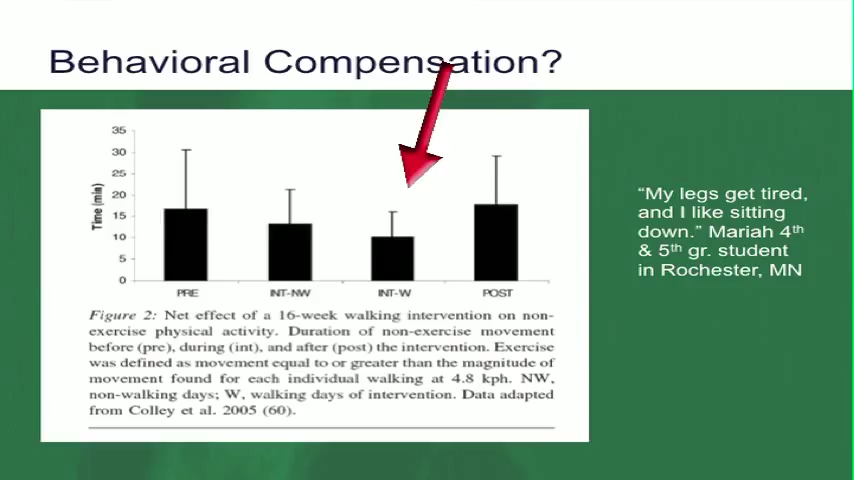 Behavioral Compensation?
35
30
25
20
15
10
5
0
Time (min)
PRE
INT-NW
INT-W
POST
Figure 2: Net effect of a 16-week walking intervention on non-
exercise physical activity. Duration of non-exercise movement
before (pre), during (int), and after (post) the intervention. Exercise
was defined as movement equal to or greater than the magnitude of
movement found for each individual walking at 4.8 kph. NW,
non-walking days; W, walking days of intervention. Data adapted
from Colley et al. 2005 (60).
“My legs get tired,
and I like sitting
down.” Mariah 4th
& 5th gr. student
in Rochester, MN